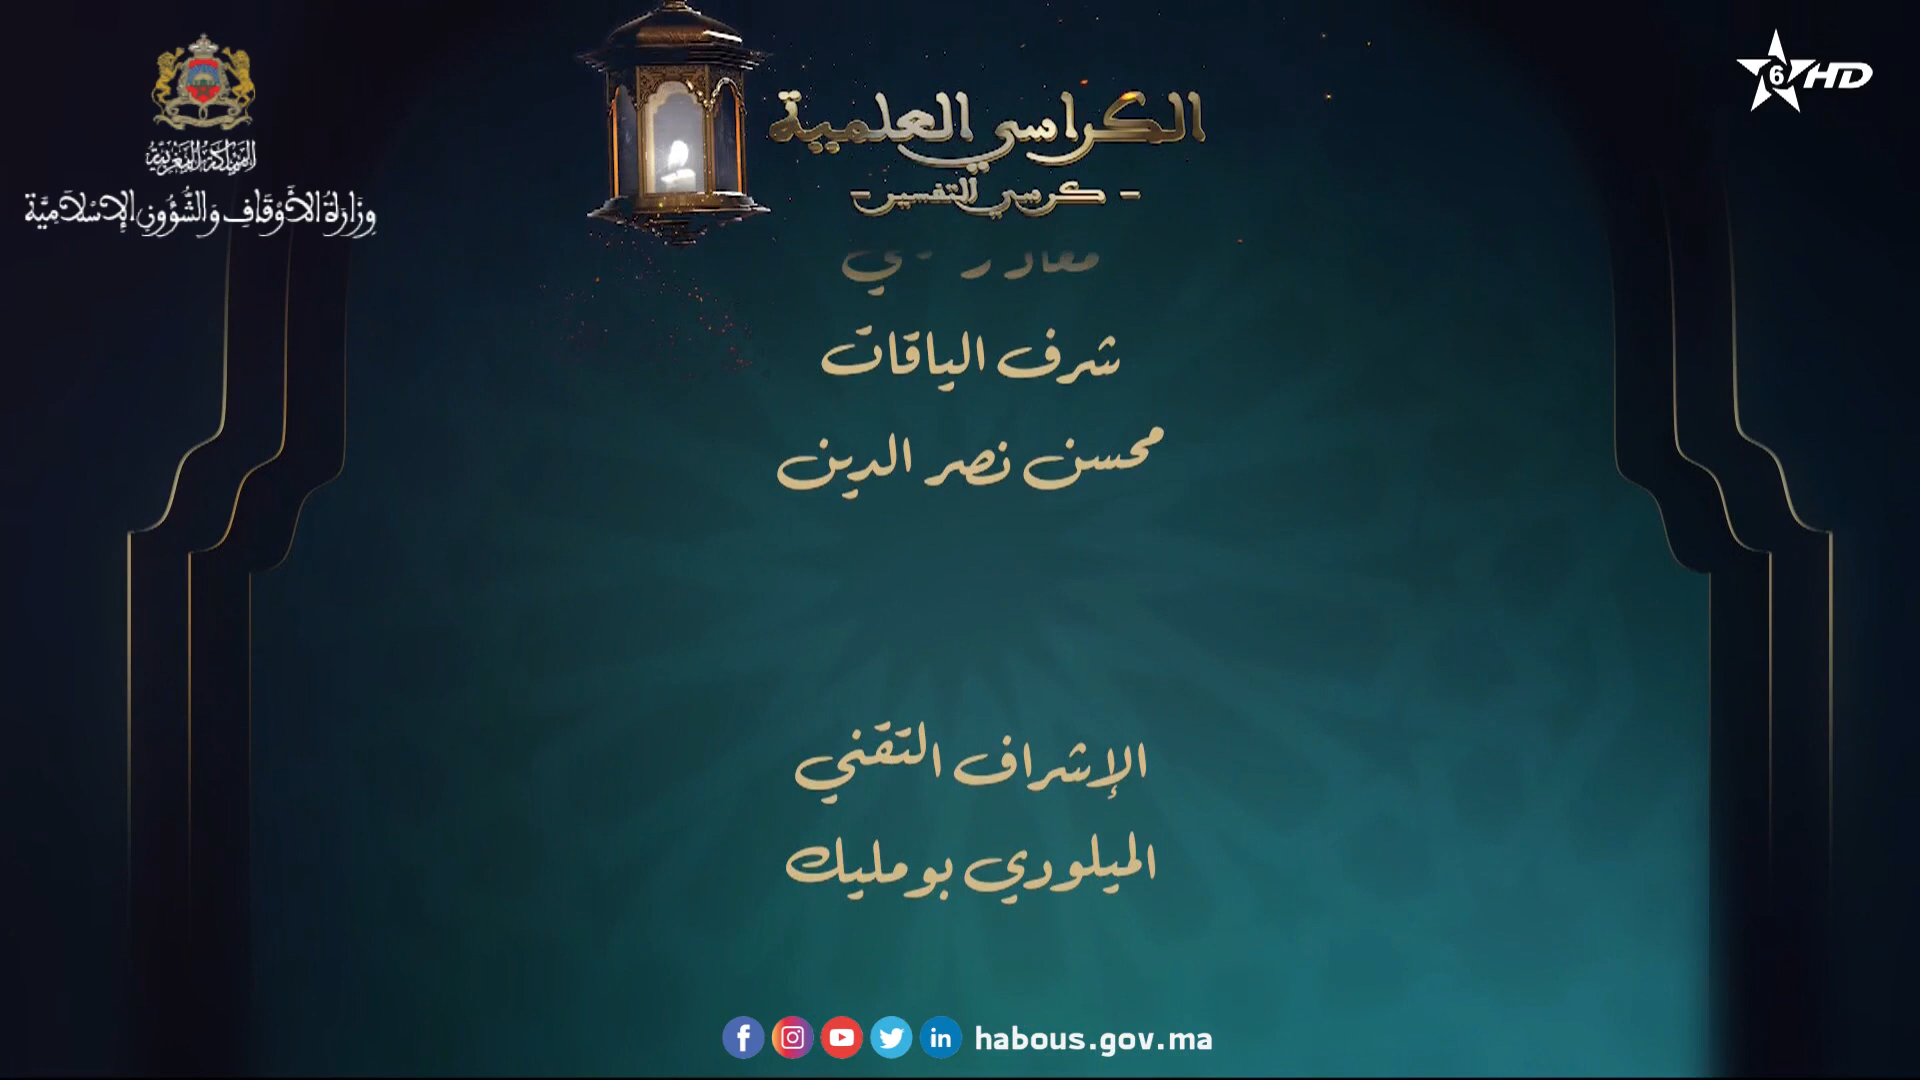 المملكة المغربية
وزارة الأوقاف والشؤون الإسلامية
6 HD
الكراسي العلمية
- كرسي التفسير -
شرف الياقات
محسن نصر الدين
الإشراف التقني
الميلودي بومليك
habous.gov.ma